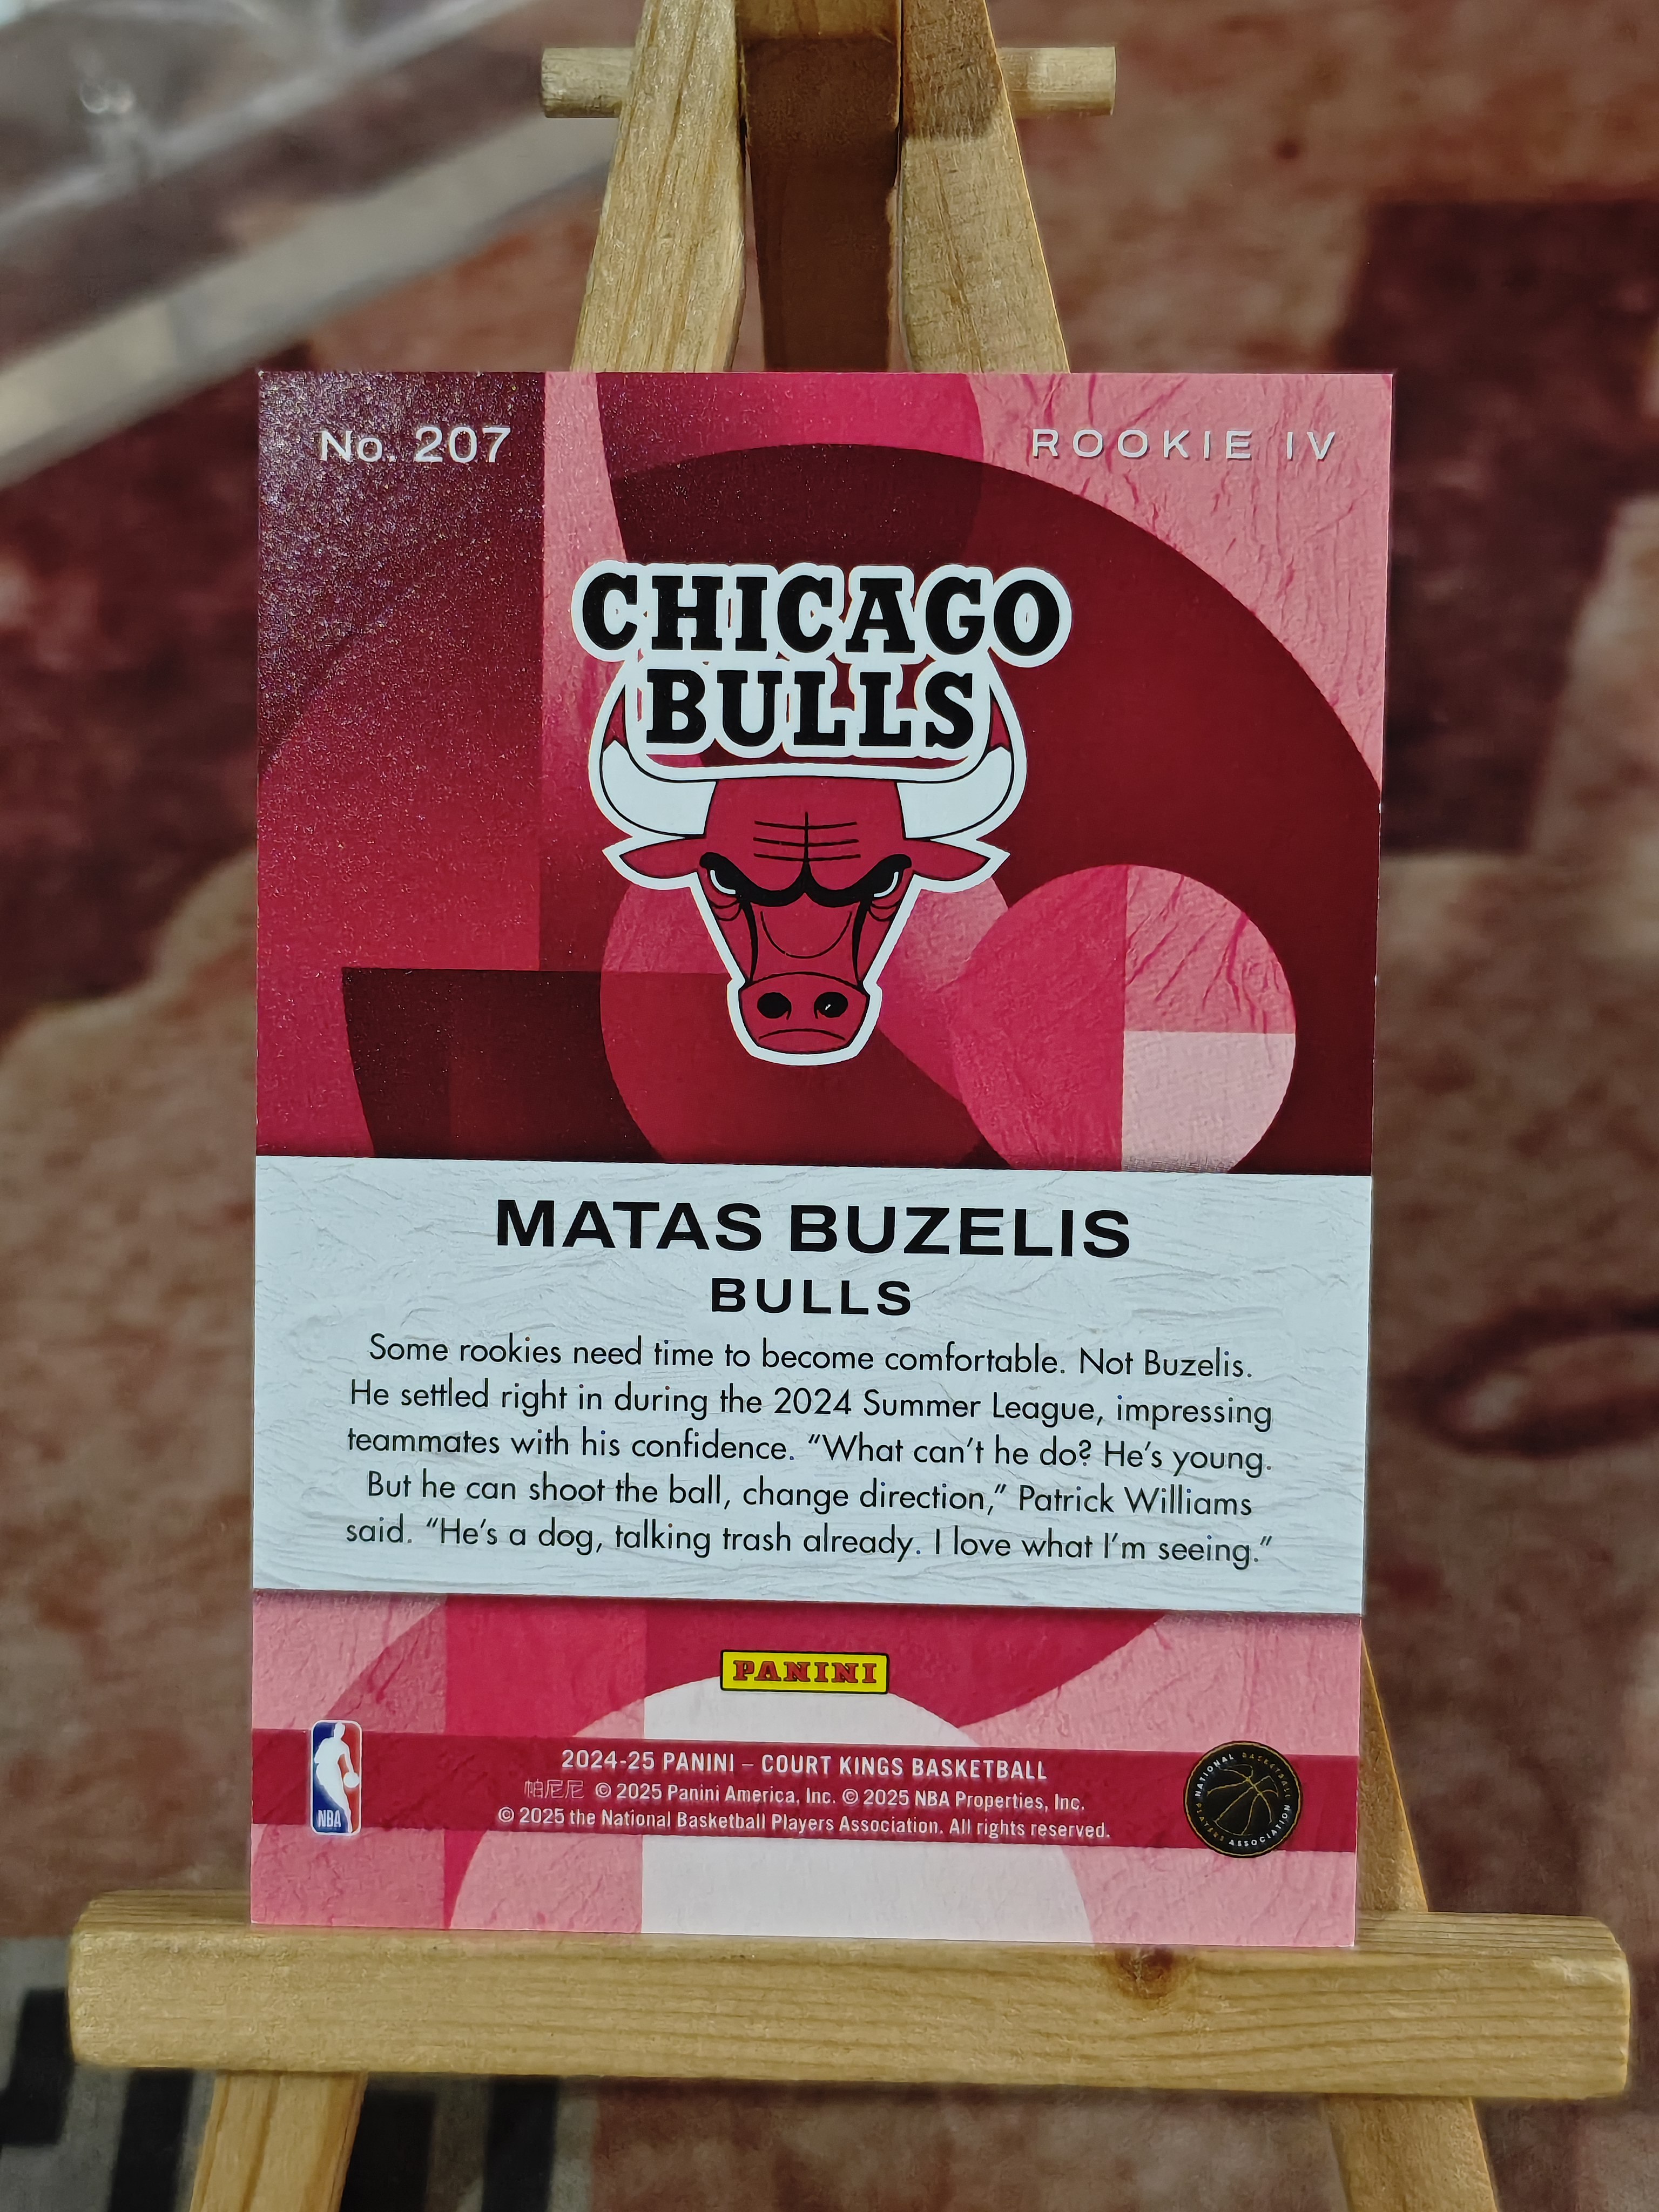 No. 207
ROOKIE IV
CHICAGO
BULLS
MATAS BUZELIS
BULLS
Some rookies need time to become comfortable. Not Buzelis.
He settled right in during the 2024 Summer League, impressing
teammates with his confidence. “What can’t he do? He’s young.
But he can shoot the ball, change direction,” Patrick Williams
said. “He’s a dog, talking trash already. I love what I’m seeing.”
PANINI
2024-25 PANINI – COURT KINGS BASKETBALL
帕尼尼 © 2025 Panini America, Inc. © 2025 NBA Properties, Inc.
© 2025 the National Basketball Players Association. All rights reserved.
NBA
NATIONAL BASKETBALL
PLAYERS ASSOCIATION